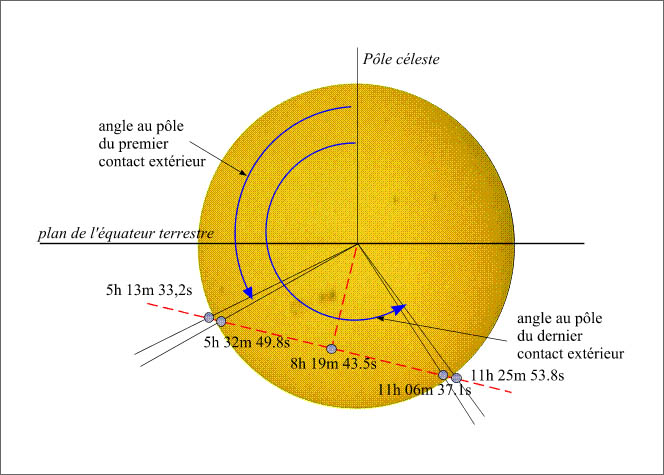 Pôle céleste
angle au pôle
du premier
contact extérieur
plan de l'équateur terrestre
5h 13m 33,2s
5h 32m 49.8s
8h 19m 43.5s
angle au pôle
du dernier
contact extérieur
11h 25m 53.8s
11h 06m 37.1s